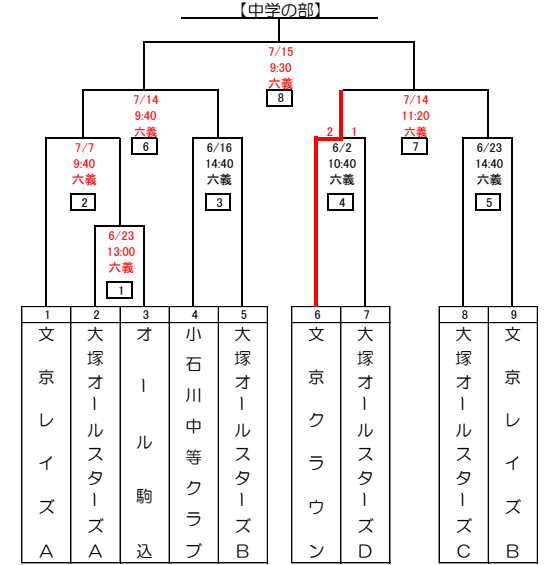 【中学の部】
7/15
9:30
六義
8
7/14
9:40
六義
6
7/14
11:20
六義
7
2 1
7/7
9:40
六義
2
6/16
14:40
六義
3
6/2
10:40
六義
4
6/23
14:40
六義
5
6/23
13:00
六義
1
1 2 3 4 5 6 7 8 9
文京レイズA
大塚オールスターズA
オール駒込
小石川中等クラブ
大塚オールスターズB
文京クラウン
大塚オールスターズD
大塚オールスターズC
文京レイズB